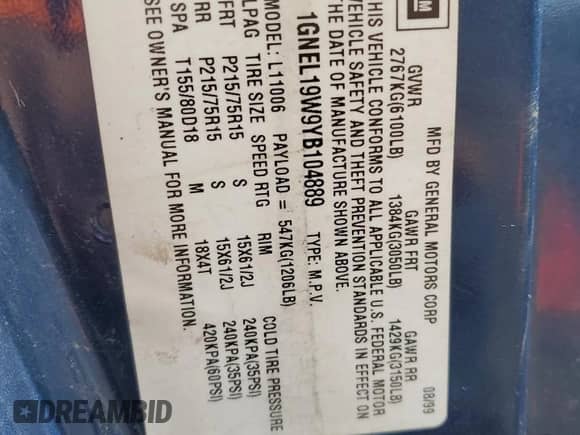 GM
MFD BY GENERAL MOTORS CORP 08/99
GVWR GAWR FRT GAWR RR
2767KG(6100LB) 1384KG(3050LB) 1429KG(3150LB)
THIS VEHICLE CONFORMS TO ALL APPLICABLE U.S. FEDERAL MOTOR
VEHICLE SAFETY AND THEFT PREVENTION STANDARDS IN EFFECT ON
THE DATE OF MANUFACTURE SHOWN ABOVE.
1GNEL19W9YB104889 TYPE: M.P.V.
MODEL: L11006 PAYLOAD = 547KG(1206LB)
LPAG TIRE SIZE SPEED RTG RIM COLD TIRE PRESSURE
FRT P215/75R15 S 15X61/2J 240KPA(35PSI)
RR P215/75R15 S 15X61/2J 240KPA(35PSI)
SPA T155/80D18 M 18X4T 420KPA(60PSI)
SEE OWNER'S MANUAL FOR MORE INFORMATION.
DREAMBID